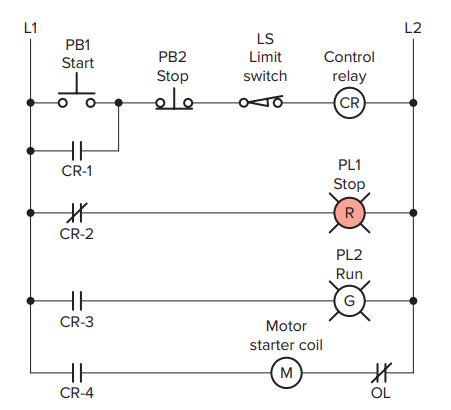 L1
L2
PB1
Start
PB2
Stop
LS
Limit
switch
Control
relay
CR
CR-1
PL1
Stop
R
CR-2
PL2
Run
G
CR-3
Motor
starter coil
M
CR-4
OL